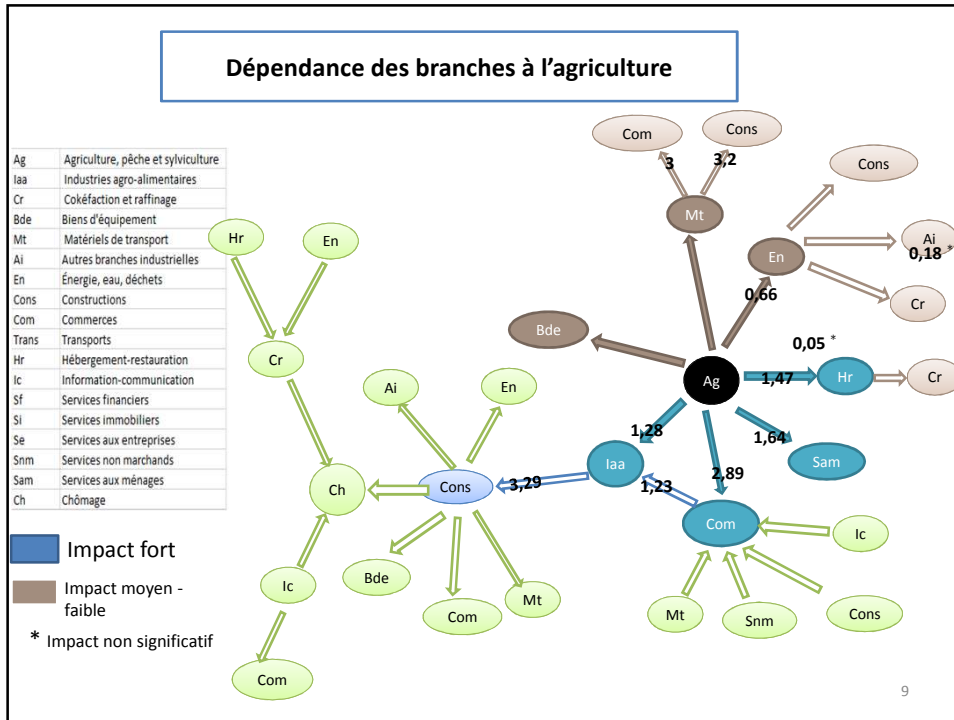 Dépendance des branches à l'agriculture
Ag Agriculture, pêche et sylviculture
Iaa Industries agro-alimentaires
Cr Cokéfaction et raffinage
Bde Biens d'équipement
Mt Matériels de transport
Ai Autres branches industrielles
En Énergie, eau, déchets
Cons Constructions
Com Commerces
Trans Transports
Hr Hébergement-restauration
Ic Information-communication
Sf Services financiers
Si Services immobiliers
Se Services aux entreprises
Snm Services non marchands
Sam Services aux ménages
Ch Chômage
Impact fort
Impact moyen -
faible
* Impact non significatif
Hr
En
Cr
Ch
Ic
Com
Ai
En
Cons
Bde
Com
Mt
3,29
Iaa
1,28
1,23
2,89
Com
Mt
Snm
Cons
Ic
Com
Cons
3
3,2
Mt
Bde
Ag
0,66
En
Cons
Ai
0,18 *
Cr
0,05 *
1,47
Hr
Cr
1,64
Sam
9